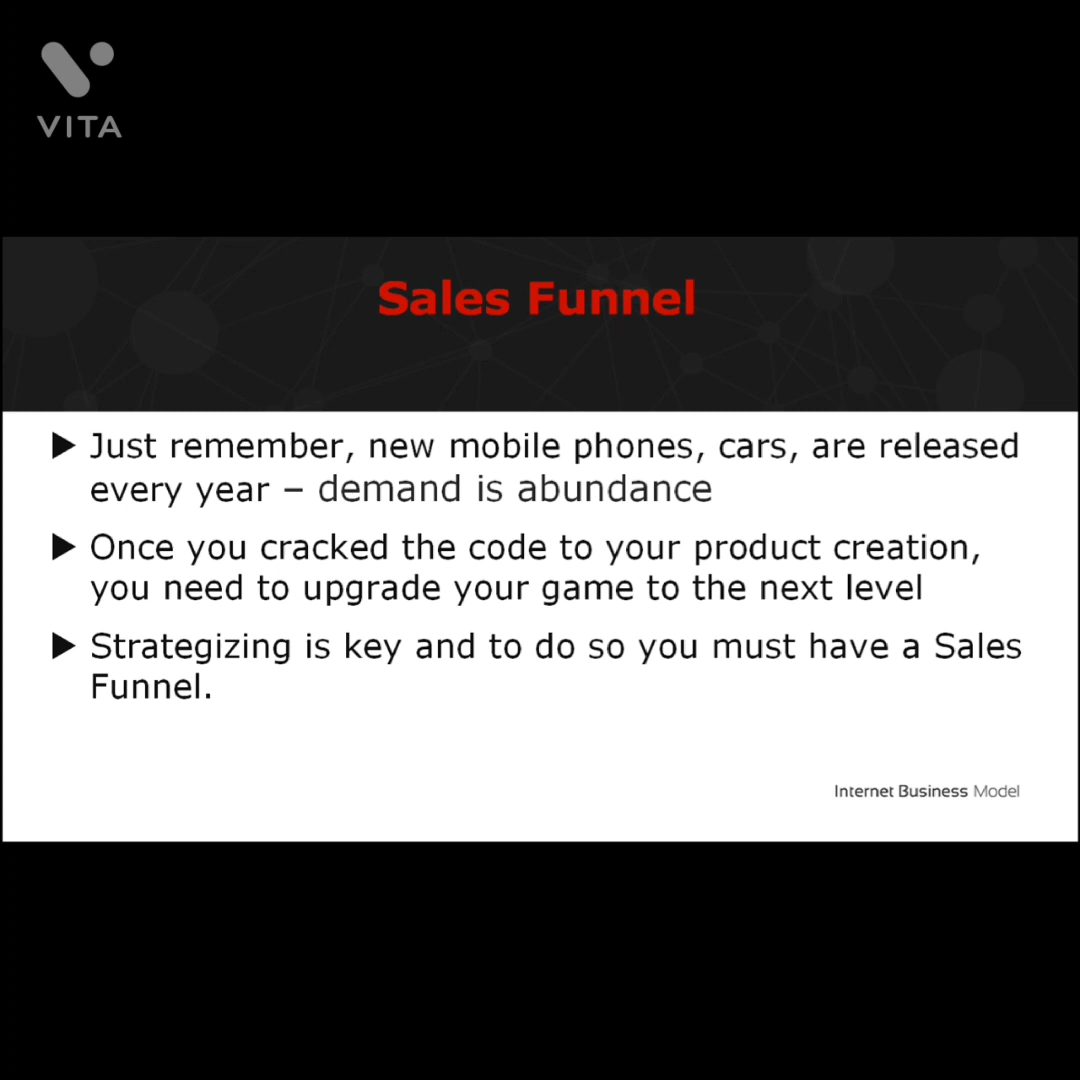 VITA
Sales Funnel
Just remember, new mobile phones, cars, are released
every year – demand is abundance
Once you cracked the code to your product creation,
you need to upgrade your game to the next level
Strategizing is key and to do so you must have a Sales
Funnel.
Internet Business Model